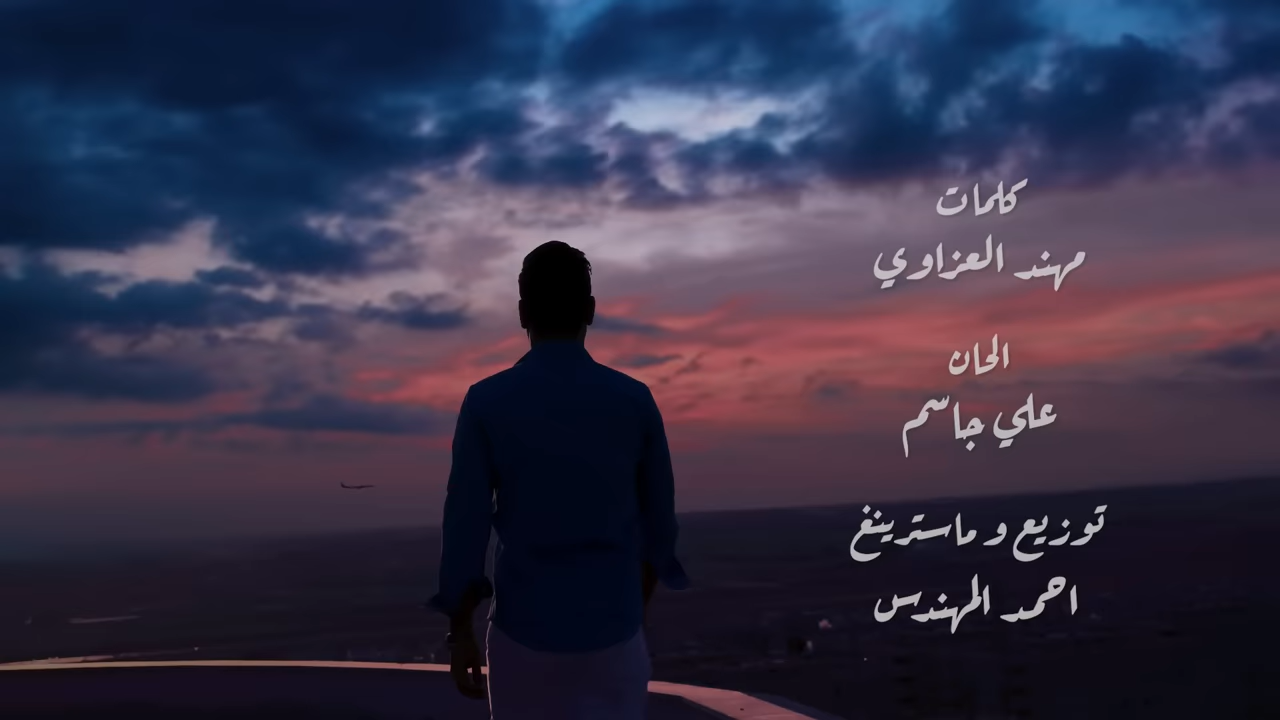 كلمات
مهند العزاوي
الحان
علي جاسم
توزيع و ماسترينغ
احمد المهندس